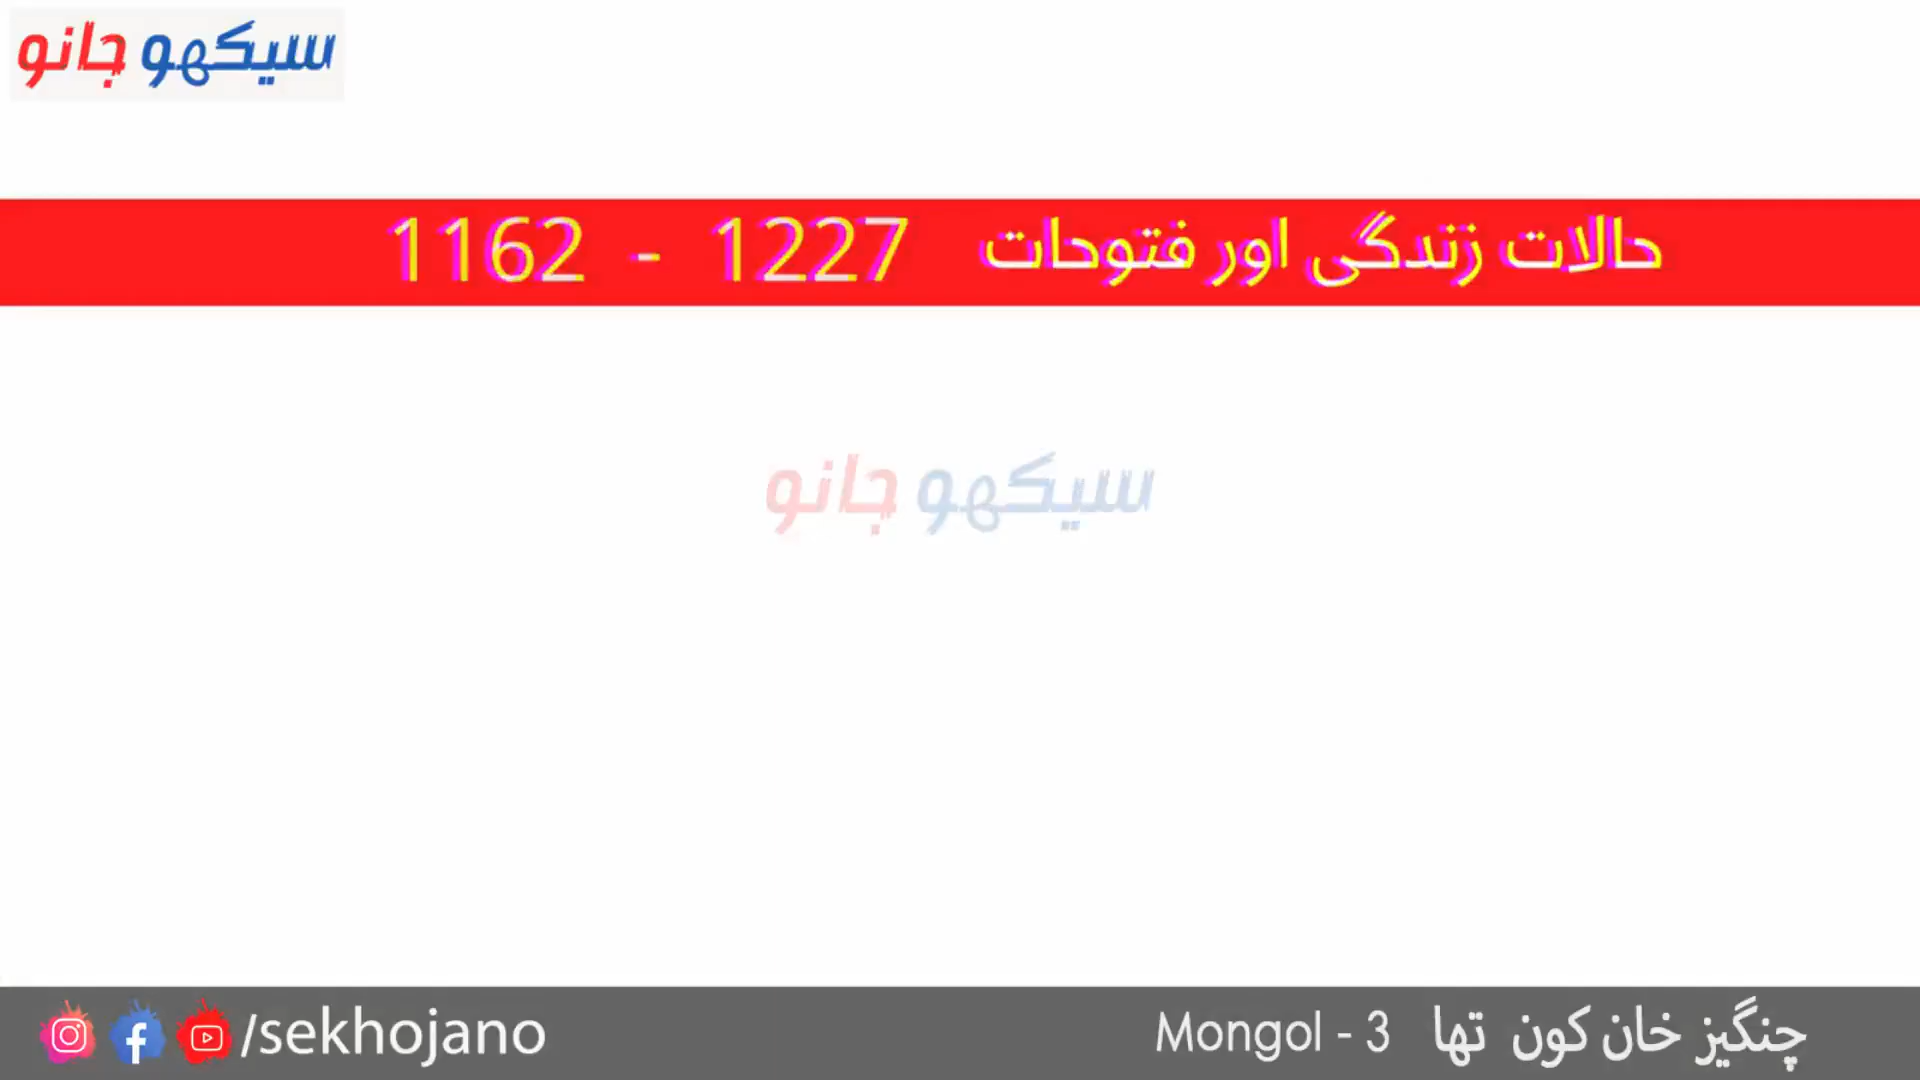 سیکھو جانو
حالات زندگی اور فتوحات 1227 - 1162
سیکھو جانو
/sekhojano
چنگیز خان کون تھا Mongol - 3